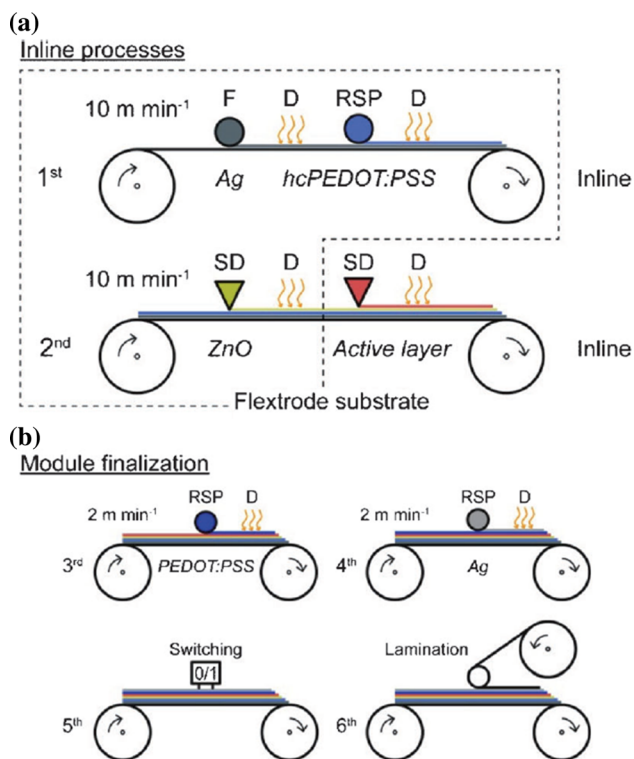 (a)
Inline processes
10 m min⁻¹ F D RSP D
1ˢᵗ Ag hcPEDOT:PSS Inline
10 m min⁻¹ SD D SD D
2ⁿᵈ ZnO Active layer Inline
Flextrode substrate
(b)
Module finalization
2 m min⁻¹ RSP D
3ʳᵈ PEDOT:PSS
2 m min⁻¹ RSP D
4ᵗʰ Ag
Switching
0/1
5ᵗʰ
Lamination
6ᵗʰ